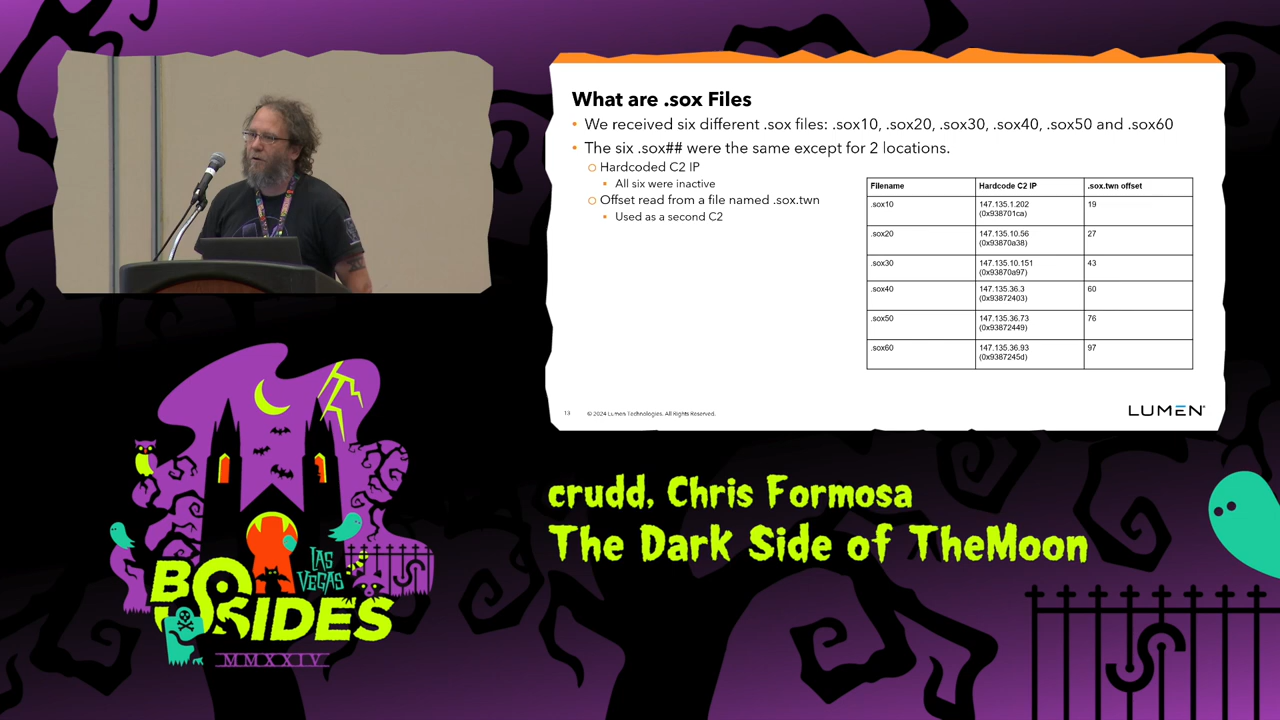 What are .sox Files
• We received six different .sox files: .sox10, .sox20, .sox30, .sox40, .sox50 and .sox60
• The six .sox## were the same except for 2 locations.
Hardcoded C2 IP
All six were inactive
Offset read from a file named .sox.twn
Used as a second C2
Filename Hardcode C2 IP .sox.twn offset
.sox10 147.135.1.202 19
(0x938701ca)
.sox20 147.135.10.56 27
(0x93870a38)
.sox30 147.135.10.151 43
(0x93870a97)
.sox40 147.135.36.3 60
(0x93872403)
.sox50 147.135.36.73 76
(0x93872449)
.sox60 147.135.36.93 97
(0x9387245d)
13 © 2024 Lumen Technologies. All Rights Reserved.
LUMEN®
crudd, Chris Formosa
The Dark Side of TheMoon
LAS
VEGAS
BSIDES
MMXXIV